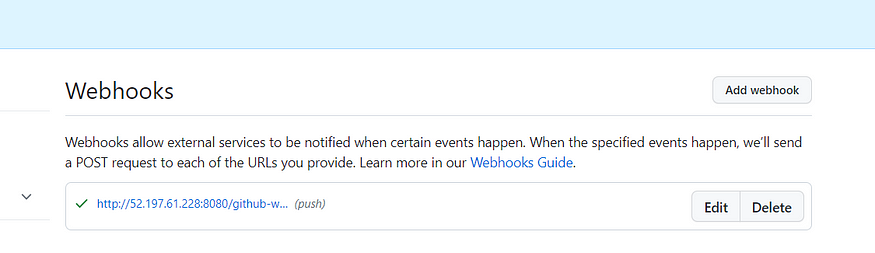 Webhooks
Add webhook
Webhooks allow external services to be notified when certain events happen. When the specified events happen, we’ll send
a POST request to each of the URLs you provide. Learn more in our Webhooks Guide.
http://52.197.61.228:8080/github-w... (push)
Edit
Delete